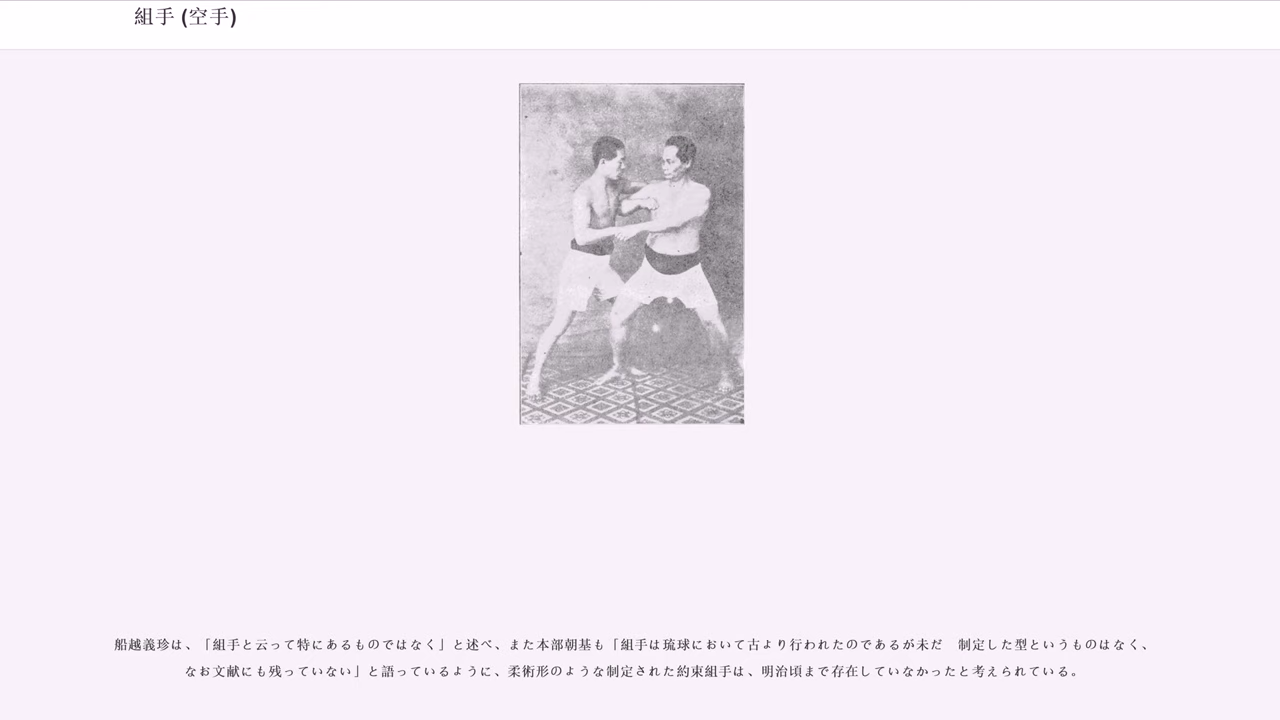 組手 (空手)
船越義珍は、「組手と云って特にあるものではなく」と述べ、また本部朝基も「組手は琉球において古より行われたのであるが未だ　制定した型というものはなく、
なお文献にも残っていない」と語っているように、柔術形のような制定された約束組手は、明治頃まで存在していなかったと考えられている。